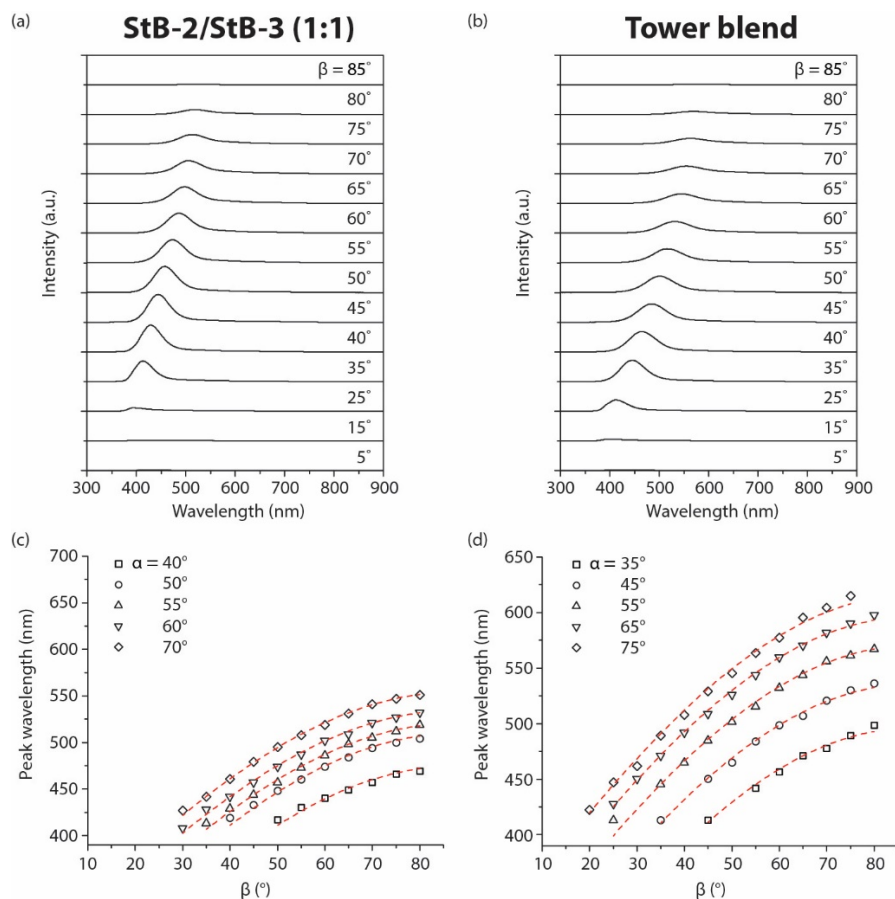 (a)
StB-2/StB-3 (1:1)
β = 85°
80°
75°
70°
65°
60°
55°
50°
45°
40°
35°
25°
15°
5°
Intensity (a.u.)
300 400 500 600 700 800 900
Wavelength (nm)
(b)
Tower blend
β = 85°
80°
75°
70°
65°
60°
55°
50°
45°
40°
35°
25°
15°
5°
Intensity (a.u.)
300 400 500 600 700 800 900
Wavelength (nm)
(c)
α = 40°
50°
55°
60°
70°
700
650
600
550
500
450
400
Peak wavelength (nm)
10 20 30 40 50 60 70 80
β (°)
(d)
α = 35°
45°
55°
65°
75°
650
600
550
500
450
400
Peak wavelength (nm)
10 20 30 40 50 60 70 80
β (°)